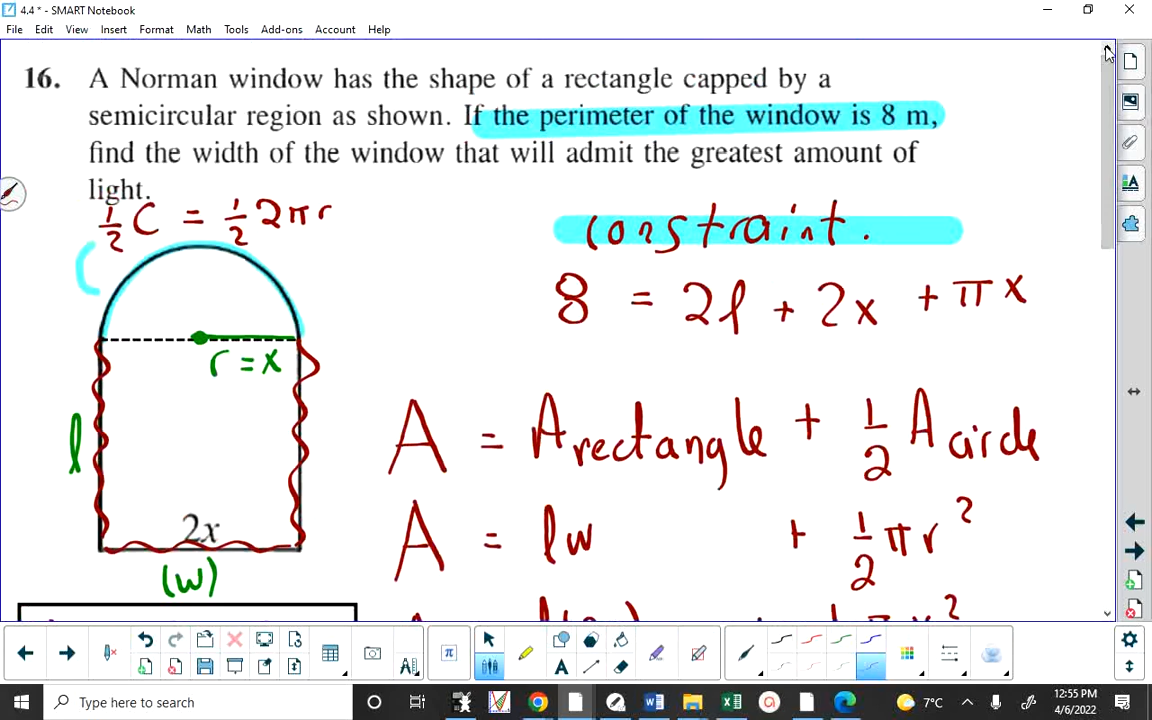 4.4 * - SMART Notebook
File Edit View Insert Format Math Tools Add-ons Account Help
16. A Norman window has the shape of a rectangle capped by a
semicircular region as shown. If the perimeter of the window is 8 m,
find the width of the window that will admit the greatest amount of
light.
1/2 C = 1/2 2πr
constraint.
8 = 2l + 2x + πx
r = x
l
A = A rectangle + 1/2 A circle
2x
A = lw + 1/2 πr²
(w)
Type here to search
7°C
12:55 PM
4/6/2022